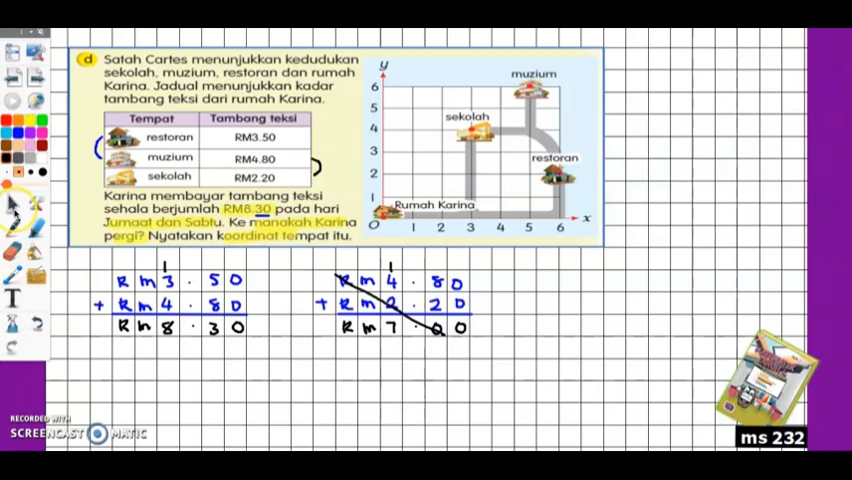 d Satah Cartes menunjukkan kedudukan
sekolah, muzium, restoran dan rumah
Karina. Jadual menunjukkan kadar
tambang teksi dari rumah Karina.
Tempat Tambang teksi
restoran RM3.50
muzium RM4.80
sekolah RM2.20
Karina membayar tambang teksi
sehala berjumlah RM8.30 pada hari
Jumaat dan Sabtu. Ke manakah Karina
pergi? Nyatakan koordinat tempat itu.
y
muzium
6
5
sekolah
4
restoran
3
2
1
Rumah Karina
O 1 2 3 4 5 6 x
1
Rm3.50
+ Rm4.80
Rm8.30
1
Rm4.80
+ Rm2.20
Rm7.00
T
RECORDED WITH
SCREENCAST MATIC
ms 232